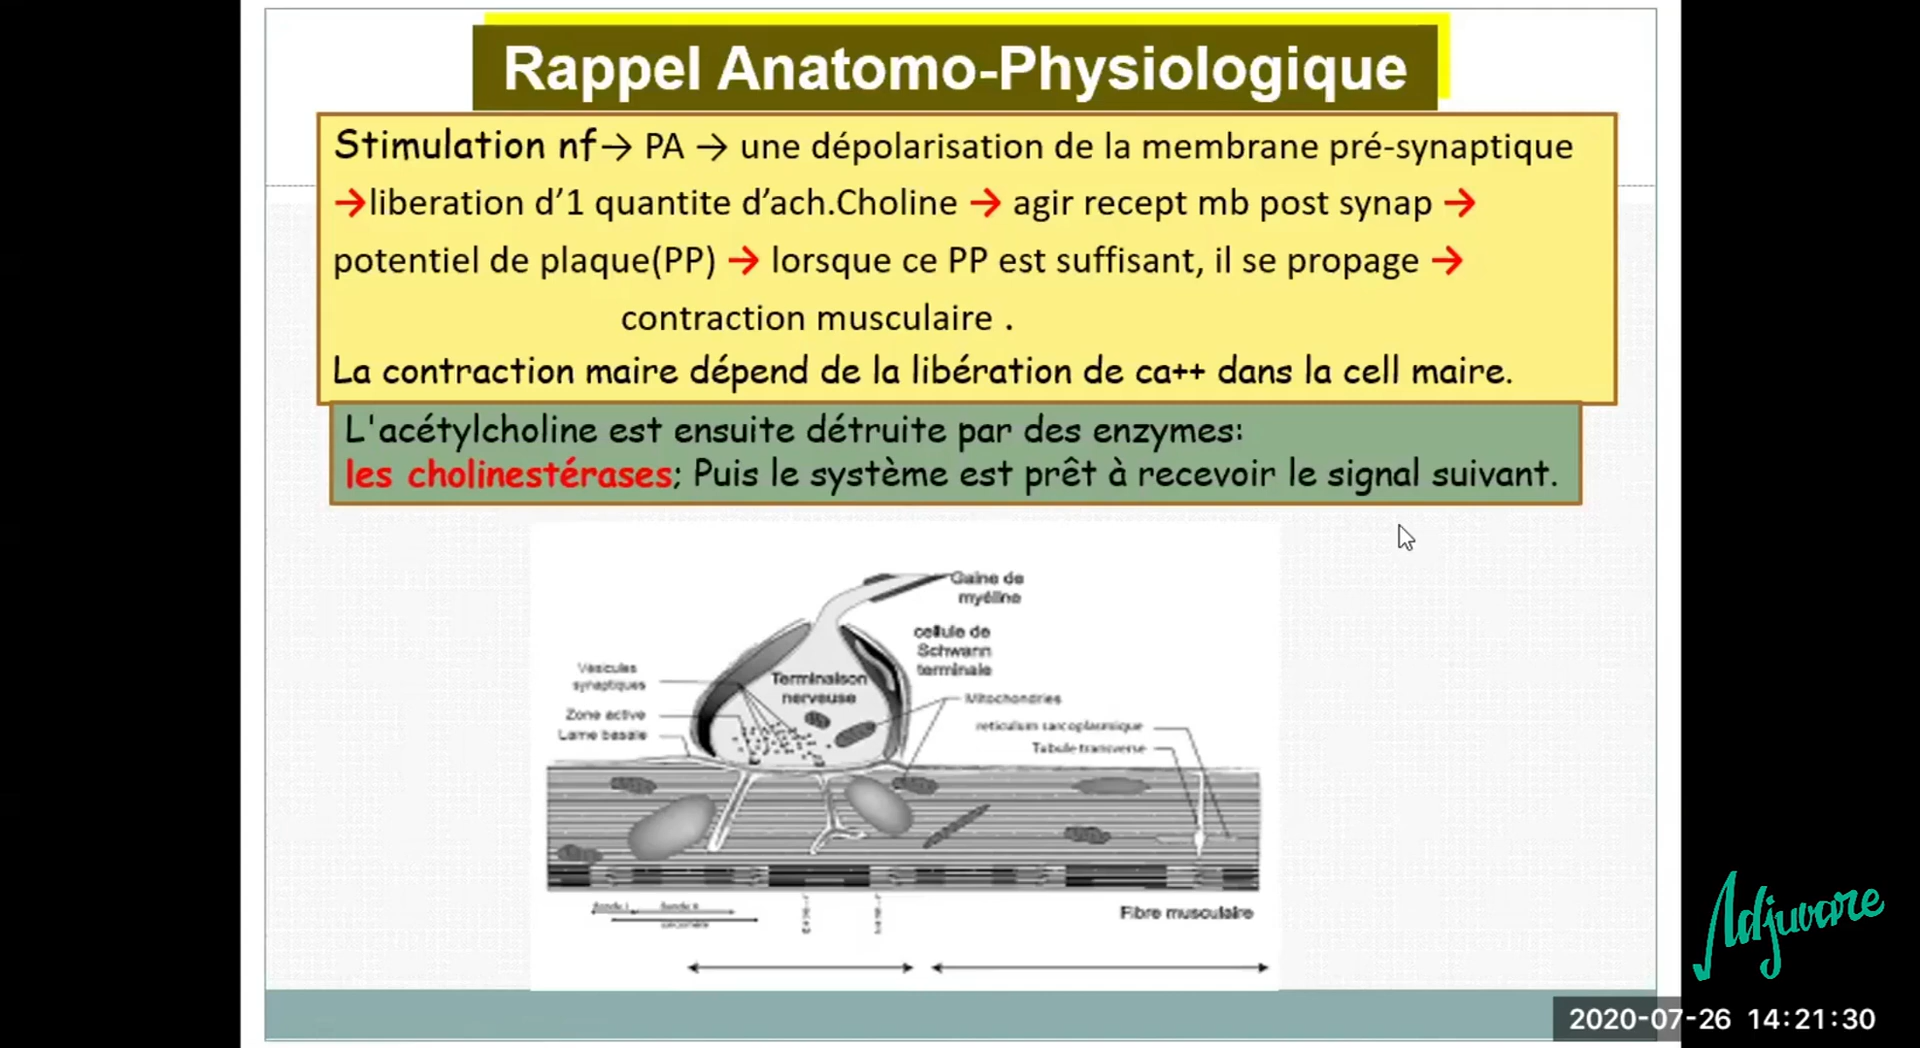 Rappel Anatomo-Physiologique
Stimulation nf→ PA → une dépolarisation de la membrane pré-synaptique
→liberation d'1 quantite d'ach.Choline → agir recept mb post synap →
potentiel de plaque(PP) → lorsque ce PP est suffisant, il se propage →
contraction musculaire .
La contraction maire dépend de la libération de ca++ dans la cell maire.
L'acétylcholine est ensuite détruite par des enzymes:
les cholinestérases; Puis le système est prêt à recevoir le signal suivant.
Gaine de
myéline
cellule de
Schwann
terminale
Vésicules
synaptiques
Terminaison
nerveuse
Mitochondries
Zone active
reticulum sarcoplasmique
Lame basale
Tubule transverse
Fibre musculaire
Adjuvare
2020-07-26 14:21:30